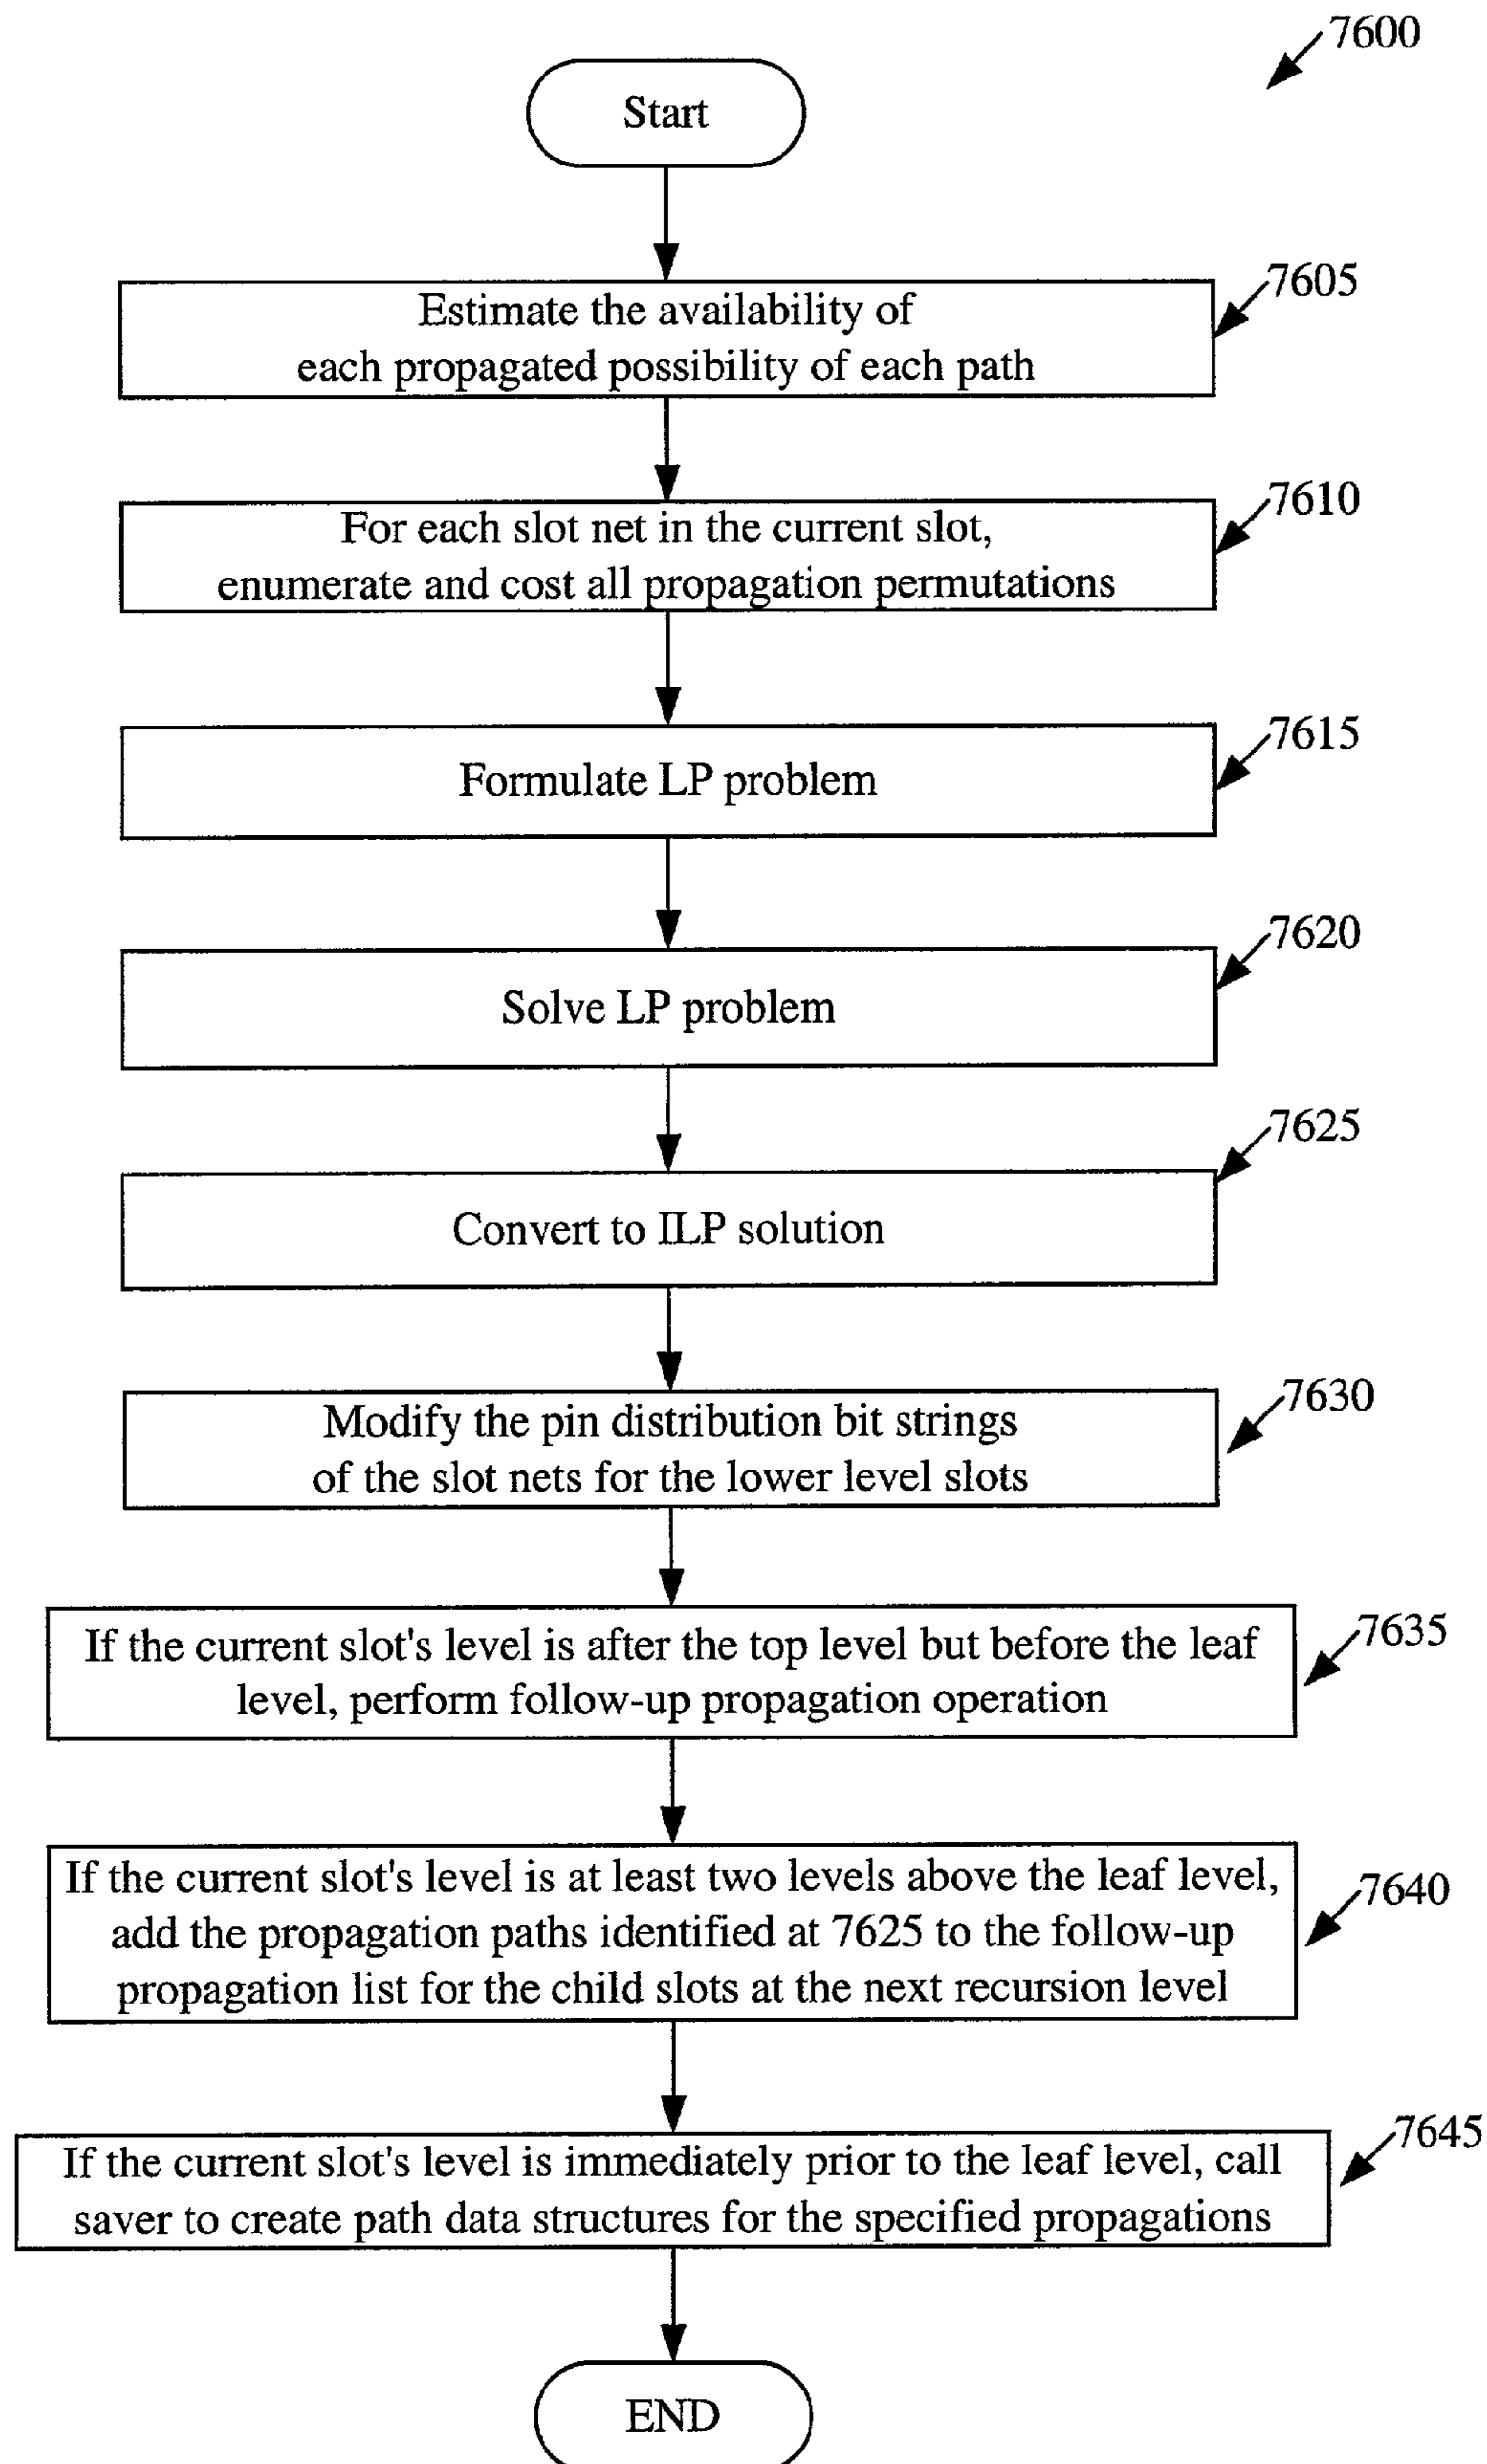 7600
Start
7605
Estimate the availability of
each propagated possibility of each path
7610
For each slot net in the current slot,
enumerate and cost all propagation permutations
7615
Formulate LP problem
7620
Solve LP problem
7625
Convert to ILP solution
7630
Modify the pin distribution bit strings
of the slot nets for the lower level slots
7635
If the current slot's level is after the top level but before the leaf
level, perform follow-up propagation operation
7640
If the current slot's level is at least two levels above the leaf level,
add the propagation paths identified at 7625 to the follow-up
propagation list for the child slots at the next recursion level
7645
If the current slot's level is immediately prior to the leaf level, call
saver to create path data structures for the specified propagations
END